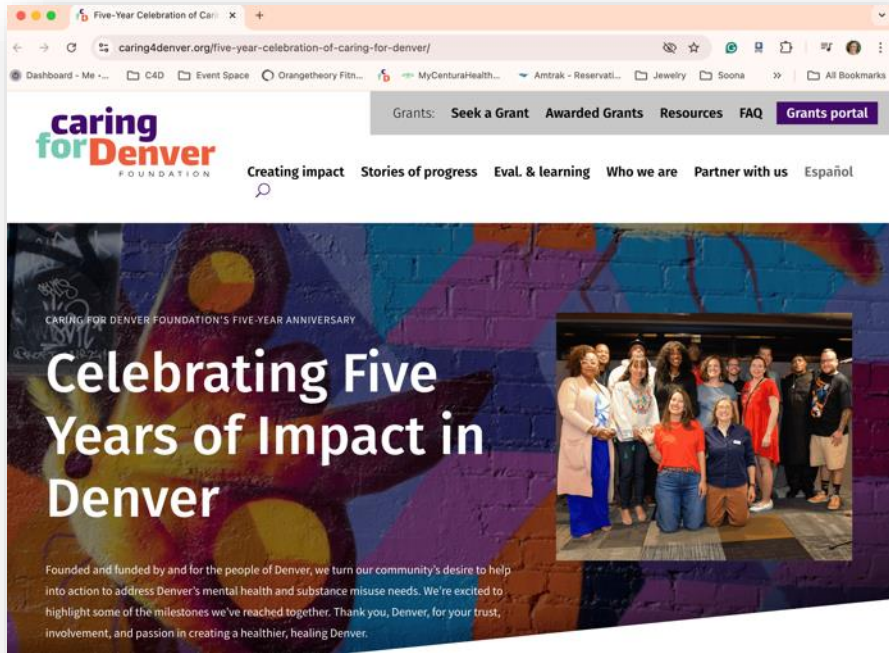 Five-Year Celebration of Cari
caring4denver.org/five-year-celebration-of-caring-for-denver/
Dashboard - Me -... C4D Event Space Orangetheory Fitn... MyCenturaHealth... Amtrak - Reservati... Jewelry Soona » All Bookmarks
Grants: Seek a Grant Awarded Grants Resources FAQ Grants portal
caring
for Denver
FOUNDATION
Creating impact Stories of progress Eval. & learning Who we are Partner with us Español
CARING FOR DENVER FOUNDATION'S FIVE-YEAR ANNIVERSARY
Celebrating Five
Years of Impact in
Denver
Founded and funded by and for the people of Denver, we turn our community's desire to help
into action to address Denver's mental health and substance misuse needs. We're excited to
highlight some of the milestones we've reached together. Thank you, Denver, for your trust,
involvement, and passion in creating a healthier, healing Denver.